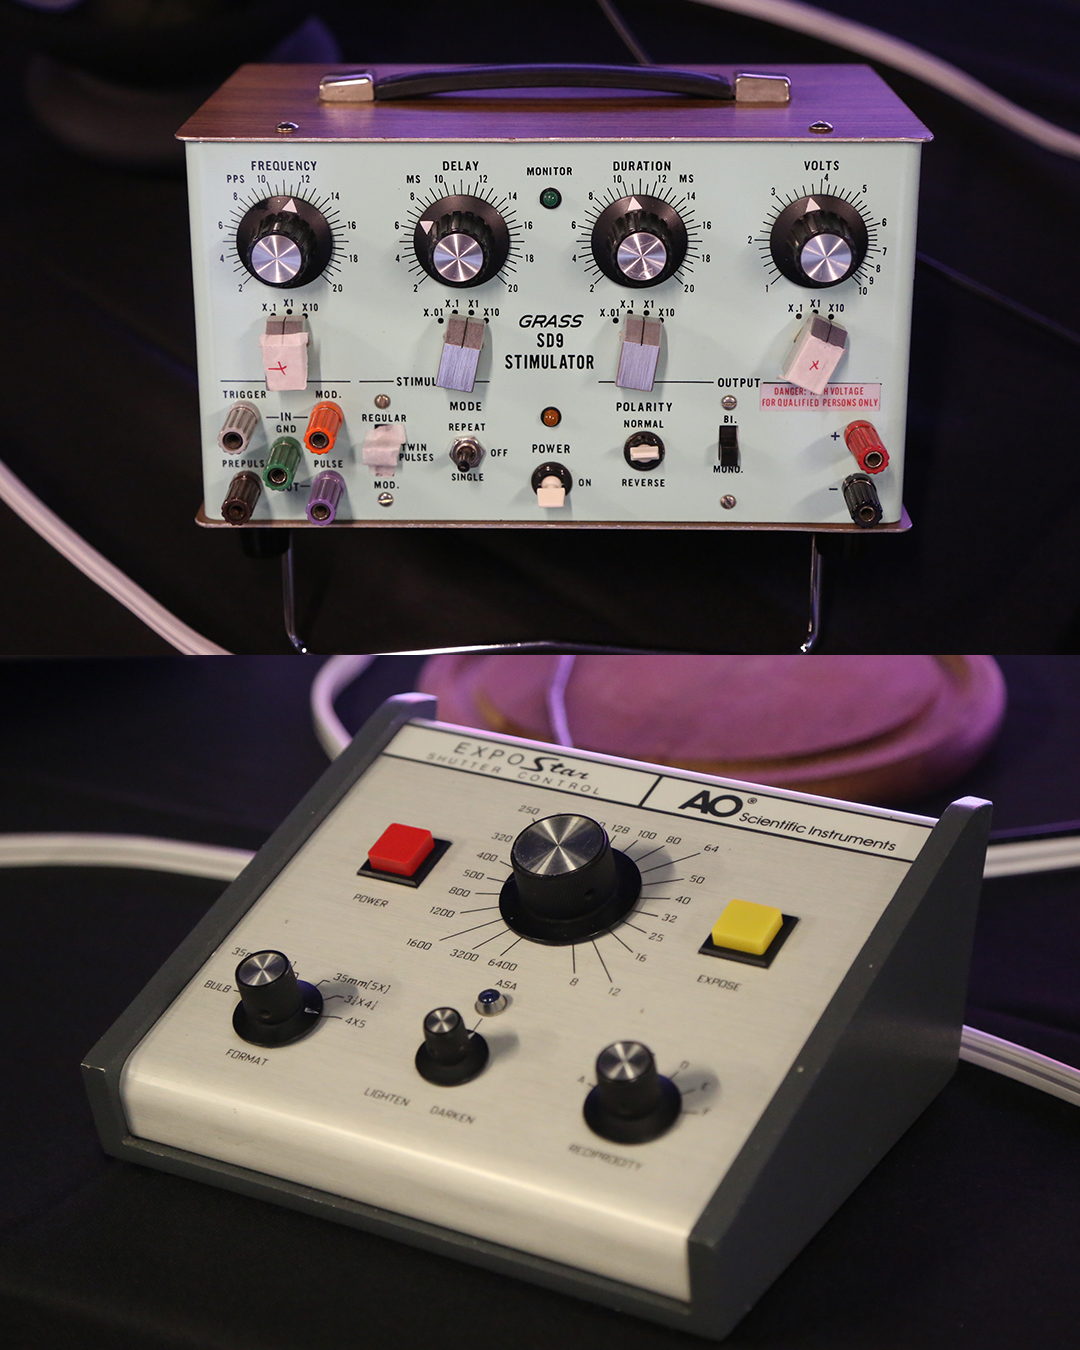 FREQUENCY
PPS
2 4 6 8 10 12 14 16 18 20
X.1 X1 X10
DELAY
MS
2 4 6 8 10 12 14 16 18 20
X.01 X.1 X1 X10
MONITOR
DURATION
MS
2 4 6 8 10 12 14 16 18 20
X.01 X.1 X1 X10
VOLTS
1 2 3 4 5 6 7 8 9 10
X.1 X1 X10
GRASS
SD9
STIMULATOR
TRIGGER
MOD.
IN
GND
PULSE
REGULAR
TWIN
PULSES
MOD.
MODE
REPEAT
OFF
SINGLE
POWER
ON
OUTPUT
POLARITY
NORMAL
REVERSE
BI.
MONO.
DANGER: HIGH VOLTAGE
FOR QUALIFIED PERSONS ONLY
+
−
EXPOStar
SHUTTER CONTROL
AO®
Scientific Instruments
POWER
250
320
400
500
800
1200
1600
3200
6400
128
100
80
64
50
40
32
25
16
12
8
ASA
EXPOSE
BULB
35mm[5X]
3¼X4¼
4X5
FORMAT
LIGHTEN DARKEN
A
D
E
F
RECIPROCITY